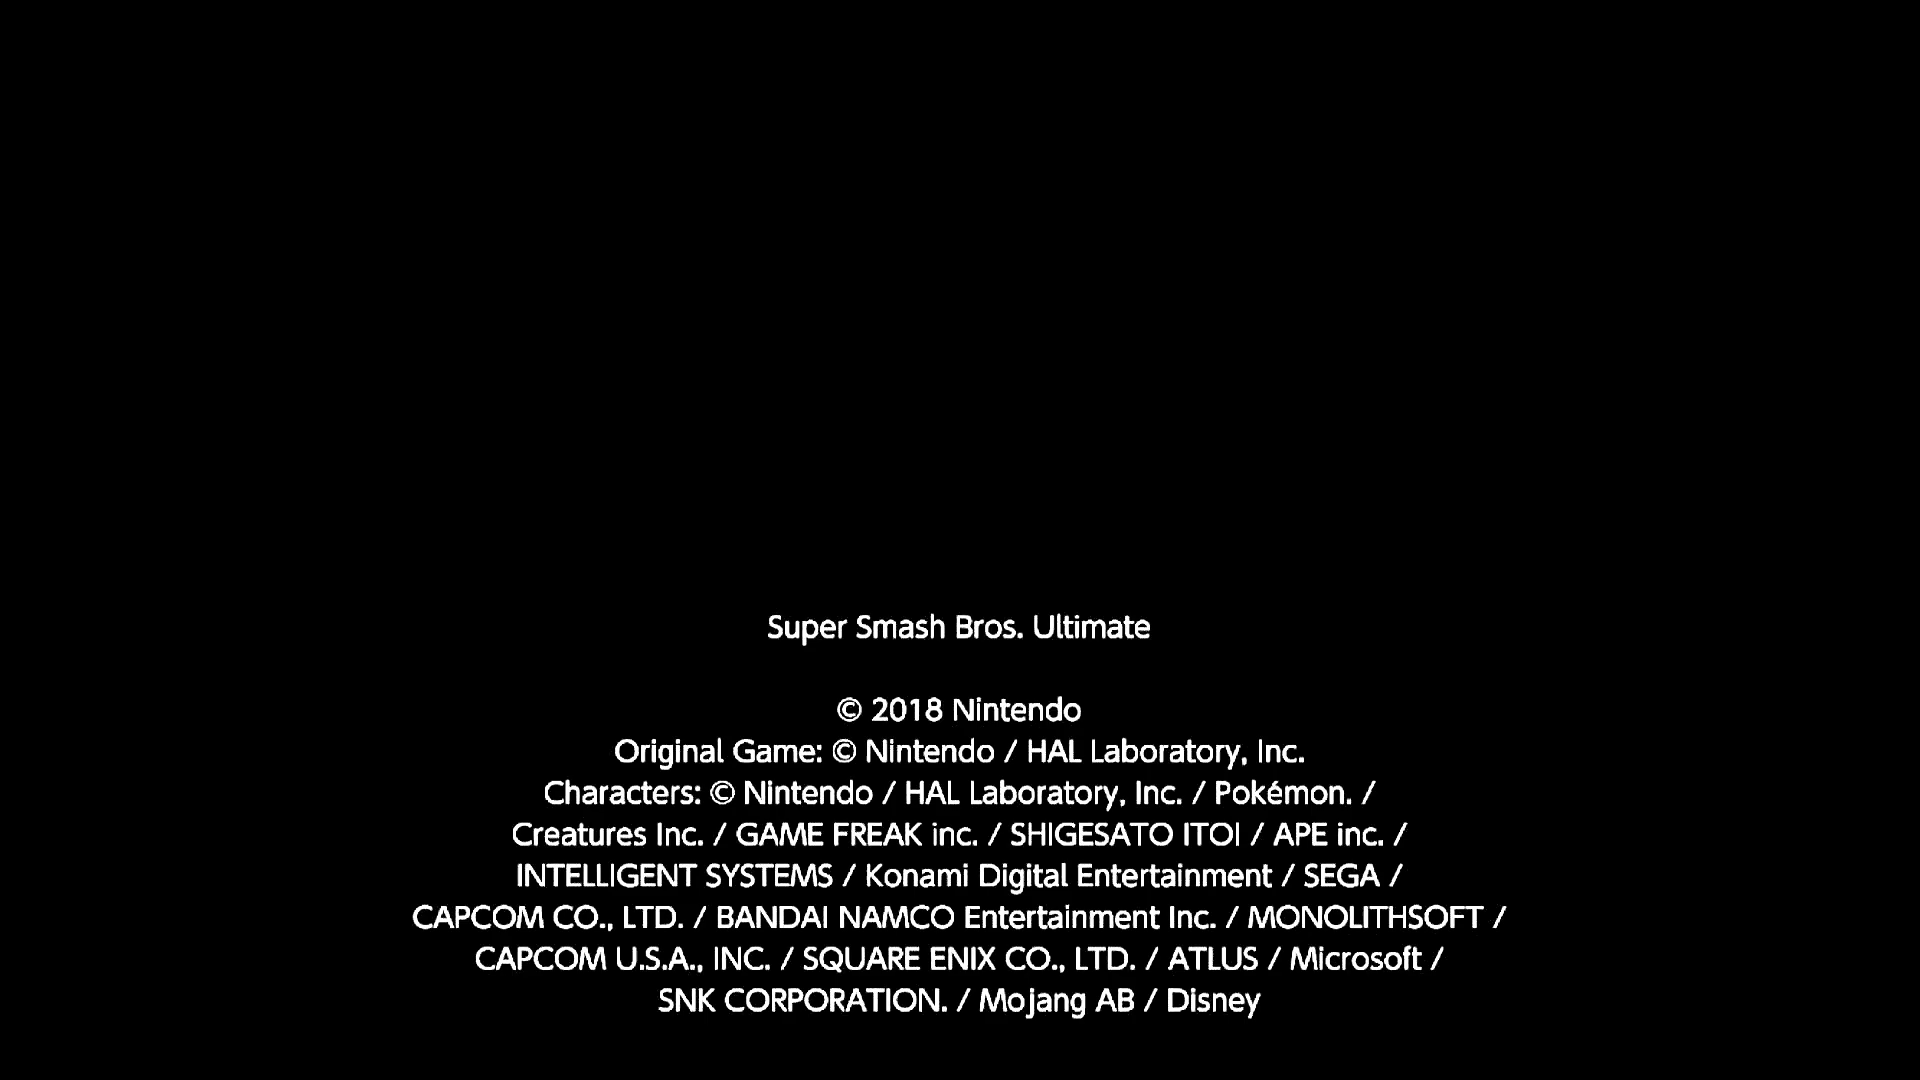 Super Smash Bros. Ultimate
© 2018 Nintendo
Original Game: © Nintendo / HAL Laboratory, Inc.
Characters: © Nintendo / HAL Laboratory, Inc. / Pokémon. /
Creatures Inc. / GAME FREAK inc. / SHIGESATO ITOI / APE inc. /
INTELLIGENT SYSTEMS / Konami Digital Entertainment / SEGA /
CAPCOM CO., LTD. / BANDAI NAMCO Entertainment Inc. / MONOLITHSOFT /
CAPCOM U.S.A., INC. / SQUARE ENIX CO., LTD. / ATLUS / Microsoft /
SNK CORPORATION. / Mojang AB / Disney